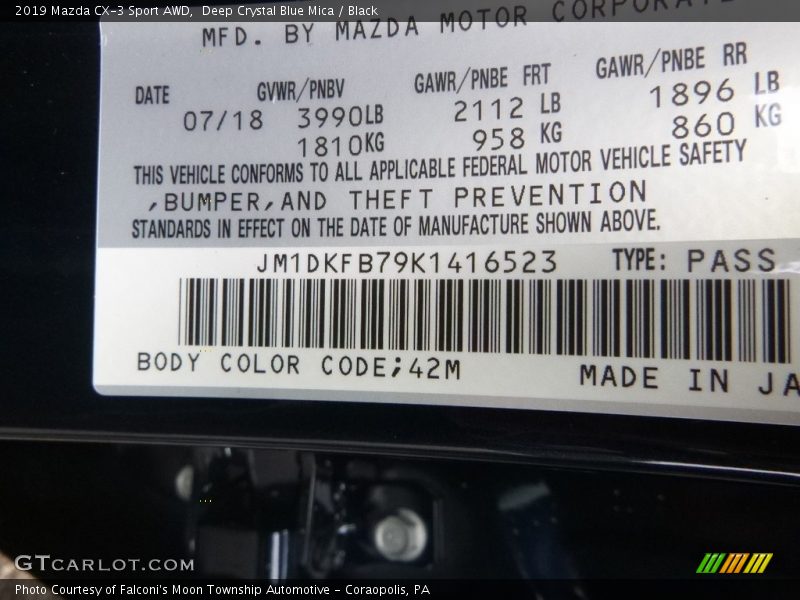 2019 Mazda CX-3 Sport AWD,  Deep Crystal Blue Mica / Black
MFD. BY MAZDA MOTOR
DATE GVWR/PNBV GAWR/PNBE FRT GAWR/PNBE RR
07/18 3990LB 2112 LB 1896 LB
1810KG 958 KG 860 KG
THIS VEHICLE CONFORMS TO ALL APPLICABLE FEDERAL MOTOR VEHICLE SAFETY
,BUMPER,AND THEFT PREVENTION
STANDARDS IN EFFECT ON THE DATE OF MANUFACTURE SHOWN ABOVE.
JM1DKFB79K1416523 TYPE: PASS
BODY COLOR CODE;42M MADE IN JA
GTCARLOT.COM
Photo Courtesy of Falconi's Moon Township Automotive - Coraopolis, PA